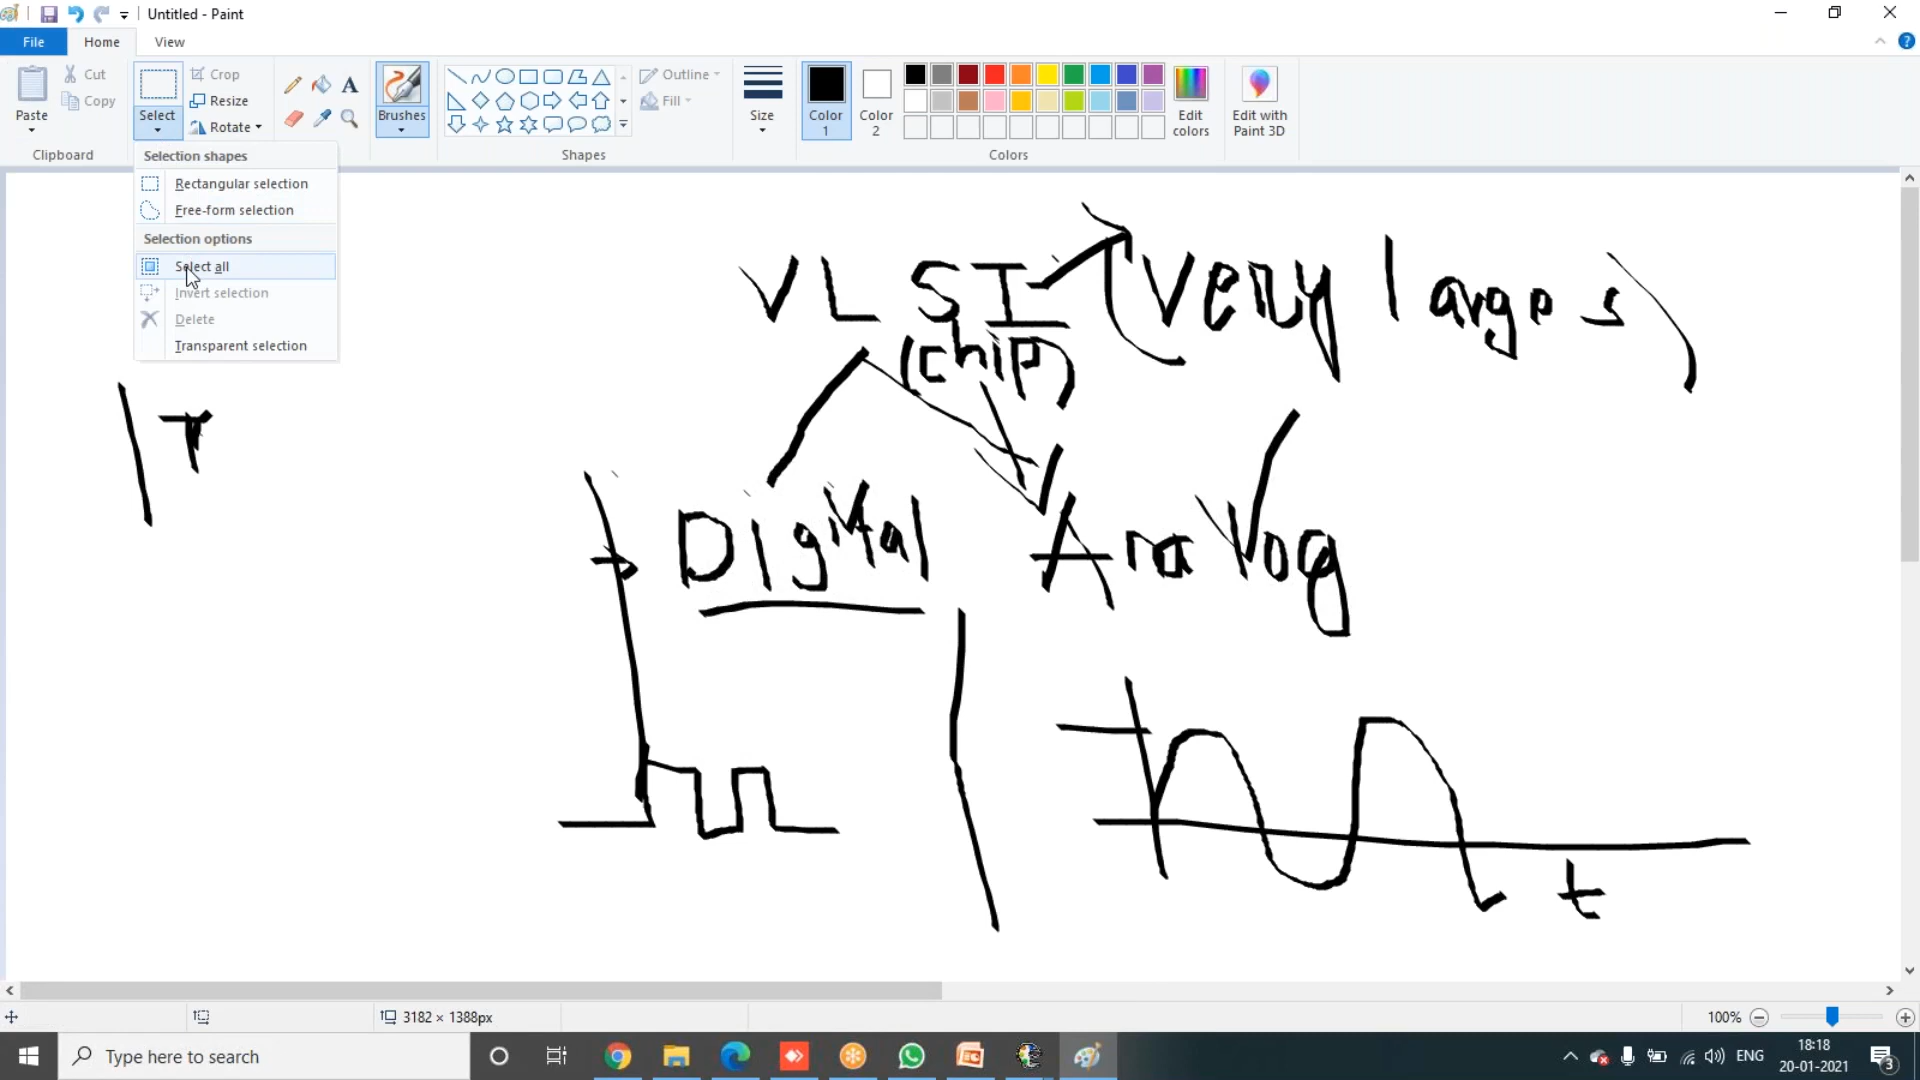 Untitled - Paint
File
Home
View
Paste
Cut
Copy
Clipboard
Select
Crop
Resize
Rotate
A
Brushes
Shapes
Outline
Fill
Size
Color 1
Color 2
Edit colors
Edit with Paint 3D
Colors
Selection shapes
Rectangular selection
Free-form selection
Selection options
Select all
Invert selection
Delete
Transparent selection
VLSI (Very large s)
(chip)
Digital Analog
t
3182 × 1388px
100%
Type here to search
ENG
18:18
20-01-2021
3